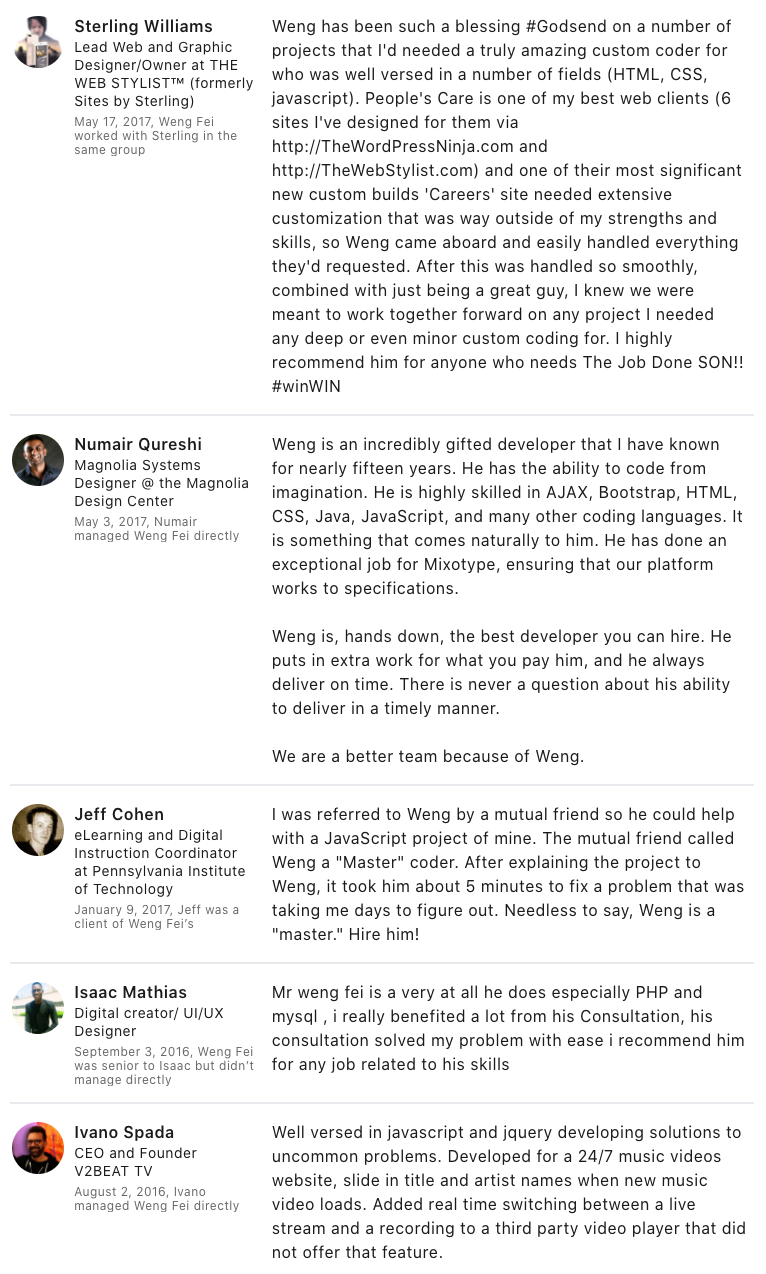 Sterling Williams
Lead Web and Graphic
Designer/Owner at THE
WEB STYLIST™ (formerly
Sites by Sterling)
May 17, 2017, Weng Fei
worked with Sterling in the
same group
Weng has been such a blessing #Godsend on a number of
projects that I'd needed a truly amazing custom coder for
who was well versed in a number of fields (HTML, CSS,
javascript). People's Care is one of my best web clients (6
sites I've designed for them via
http://TheWordPressNinja.com and
http://TheWebStylist.com) and one of their most significant
new custom builds 'Careers' site needed extensive
customization that was way outside of my strengths and
skills, so Weng came aboard and easily handled everything
they'd requested. After this was handled so smoothly,
combined with just being a great guy, I knew we were
meant to work together forward on any project I needed
any deep or even minor custom coding for. I highly
recommend him for anyone who needs The Job Done SON!!
#winWIN
Numair Qureshi
Magnolia Systems
Designer @ the Magnolia
Design Center
May 3, 2017, Numair
managed Weng Fei directly
Weng is an incredibly gifted developer that I have known
for nearly fifteen years. He has the ability to code from
imagination. He is highly skilled in AJAX, Bootstrap, HTML,
CSS, Java, JavaScript, and many other coding languages. It
is something that comes naturally to him. He has done an
exceptional job for Mixotype, ensuring that our platform
works to specifications.
Weng is, hands down, the best developer you can hire. He
puts in extra work for what you pay him, and he always
deliver on time. There is never a question about his ability
to deliver in a timely manner.
We are a better team because of Weng.
Jeff Cohen
eLearning and Digital
Instruction Coordinator
at Pennsylvania Institute
of Technology
January 9, 2017, Jeff was a
client of Weng Fei's
I was referred to Weng by a mutual friend so he could help
with a JavaScript project of mine. The mutual friend called
Weng a "Master" coder. After explaining the project to
Weng, it took him about 5 minutes to fix a problem that was
taking me days to figure out. Needless to say, Weng is a
"master." Hire him!
Isaac Mathias
Digital creator/ UI/UX
Designer
September 3, 2016, Weng Fei
was senior to Isaac but didn't
manage directly
Mr weng fei is a very at all he does especially PHP and
mysql , i really benefited a lot from his Consultation, his
consultation solved my problem with ease i recommend him
for any job related to his skills
Ivano Spada
CEO and Founder
V2BEAT TV
August 2, 2016, Ivano
managed Weng Fei directly
Well versed in javascript and jquery developing solutions to
uncommon problems. Developed for a 24/7 music videos
website, slide in title and artist names when new music
video loads. Added real time switching between a live
stream and a recording to a third party video player that did
not offer that feature.